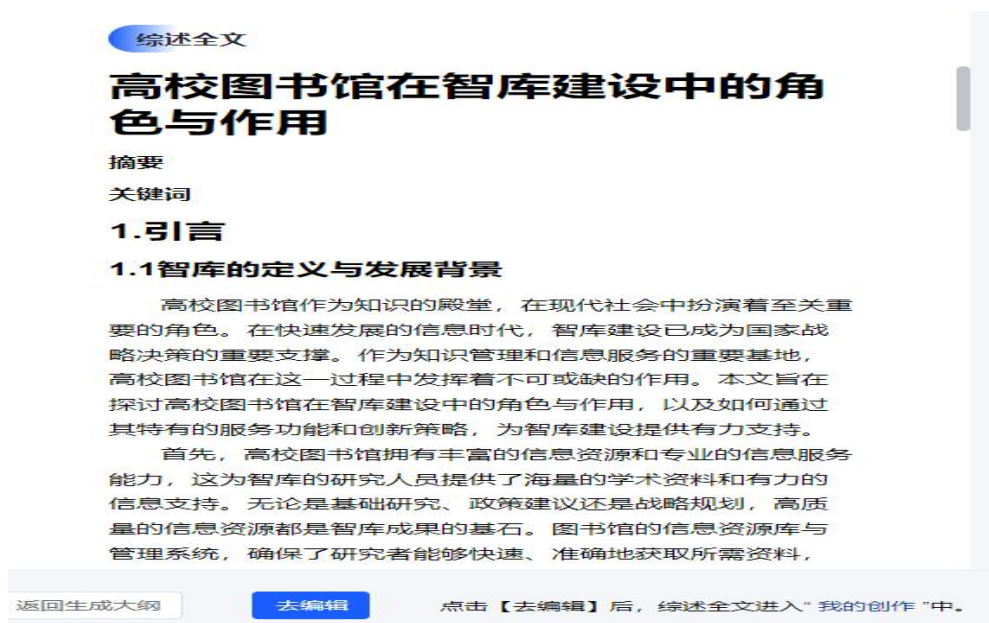 综述全文
高校图书馆在智库建设中的角
色与作用
摘要
关键词
1.引言
1.1智库的定义与发展背景
高校图书馆作为知识的殿堂，在现代社会中扮演着至关重
要的角色。在快速发展的信息时代，智库建设已成为国家战
略决策的重要支撑。作为知识管理和信息服务的重要基地，
高校图书馆在这一过程中发挥着不可或缺的作用。本文旨在
探讨高校图书馆在智库建设中的角色与作用，以及如何通过
其特有的服务功能和创新策略，为智库建设提供有力支持。
首先，高校图书馆拥有丰富的信息资源和专业的信息服务
能力，这为智库的研究人员提供了海量的学术资料和有力的
信息支持。无论是基础研究、政策建议还是战略规划，高质
量的信息资源都是智库成果的基石。图书馆的信息资源库与
管理系统，确保了研究者能够快速、准确地获取所需资料，
返回生成大纲
去编辑
点击【去编辑】后，综述全文进入“我的创作”中。